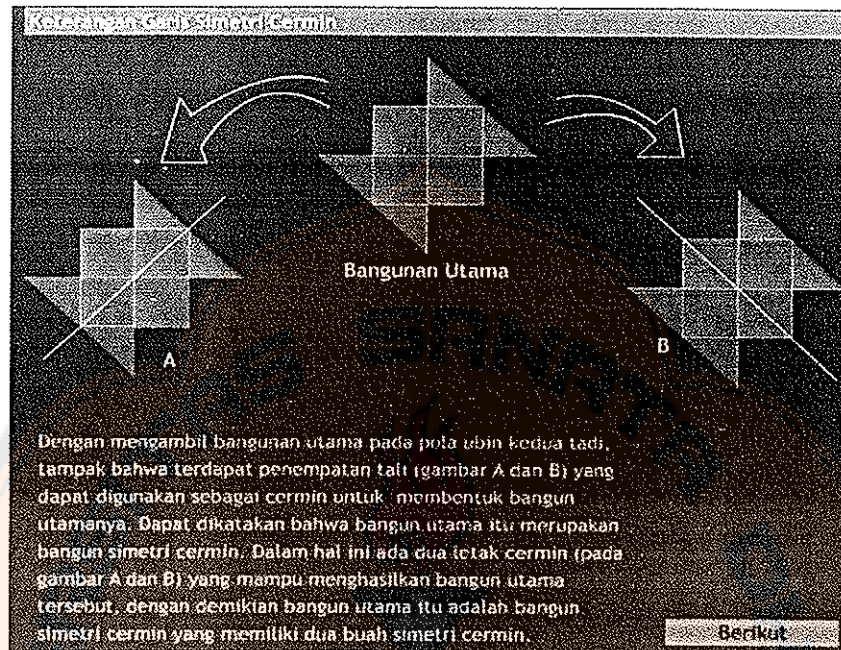 Keterangan Garis Simetri Cermin
Bangunan Utama
A
B
Dengan mengambil bangunan utama pada pola ubin kedua tadi,
tampak bahwa terdapat penempatan tali (gambar A dan B) yang
dapat digunakan sebagai cermin untuk membentuk bangun
utamanya. Dapat dikatakan bahwa bangun utama itu merupakan
bangun simetri cermin. Dalam hal ini ada dua letak cermin (pada
gambar A dan B) yang mampu menghasilkan bangun utama
tersebut, dengan demikian bangun utama itu adalah bangun
simetri cermin yang memiliki dua buah simetri cermin.
Berikut
SANATA